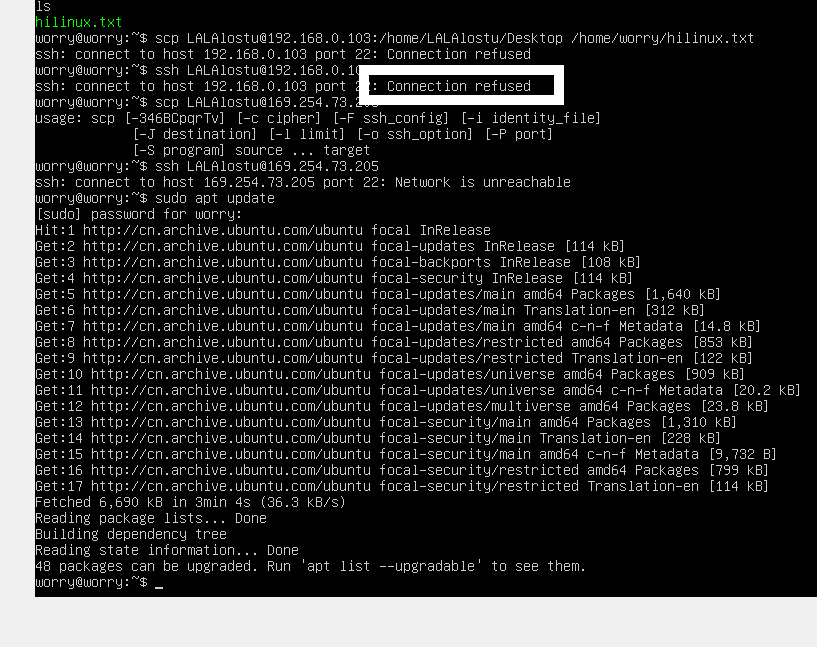 ls
hilinux.txt
worry@worry:~$ scp LALAlostu@192.168.0.103:/home/LALAlostu/Desktop /home/worry/hilinux.txt
ssh: connect to host 192.168.0.103 port 22: Connection refused
worry@worry:~$ ssh LALAlostu@192.168.0.10
ssh: connect to host 192.168.0.103 port 22: Connection refused
worry@worry:~$ scp LALAlostu@169.254.73.205
usage: scp [-346BCpqrTv] [-c cipher] [-F ssh_config] [-i identity_file]
[-J destination] [-l limit] [-o ssh_option] [-P port]
[-S program] source ... target
worry@worry:~$ ssh LALAlostu@169.254.73.205
ssh: connect to host 169.254.73.205 port 22: Network is unreachable
worry@worry:~$ sudo apt update
[sudo] password for worry:
Hit:1 http://cn.archive.ubuntu.com/ubuntu focal InRelease
Get:2 http://cn.archive.ubuntu.com/ubuntu focal-updates InRelease [114 kB]
Get:3 http://cn.archive.ubuntu.com/ubuntu focal-backports InRelease [108 kB]
Get:4 http://cn.archive.ubuntu.com/ubuntu focal-security InRelease [114 kB]
Get:5 http://cn.archive.ubuntu.com/ubuntu focal-updates/main amd64 Packages [1,640 kB]
Get:6 http://cn.archive.ubuntu.com/ubuntu focal-updates/main Translation-en [312 kB]
Get:7 http://cn.archive.ubuntu.com/ubuntu focal-updates/main amd64 c-n-f Metadata [14.8 kB]
Get:8 http://cn.archive.ubuntu.com/ubuntu focal-updates/restricted amd64 Packages [853 kB]
Get:9 http://cn.archive.ubuntu.com/ubuntu focal-updates/restricted Translation-en [122 kB]
Get:10 http://cn.archive.ubuntu.com/ubuntu focal-updates/universe amd64 Packages [909 kB]
Get:11 http://cn.archive.ubuntu.com/ubuntu focal-updates/universe amd64 c-n-f Metadata [20.2 kB]
Get:12 http://cn.archive.ubuntu.com/ubuntu focal-updates/multiverse amd64 Packages [23.8 kB]
Get:13 http://cn.archive.ubuntu.com/ubuntu focal-security/main amd64 Packages [1,310 kB]
Get:14 http://cn.archive.ubuntu.com/ubuntu focal-security/main Translation-en [228 kB]
Get:15 http://cn.archive.ubuntu.com/ubuntu focal-security/main amd64 c-n-f Metadata [9,732 B]
Get:16 http://cn.archive.ubuntu.com/ubuntu focal-security/restricted amd64 Packages [799 kB]
Get:17 http://cn.archive.ubuntu.com/ubuntu focal-security/restricted Translation-en [114 kB]
Fetched 6,690 kB in 3min 4s (36.3 kB/s)
Reading package lists... Done
Building dependency tree
Reading state information... Done
48 packages can be upgraded. Run 'apt list --upgradable' to see them.
worry@worry:~$ _